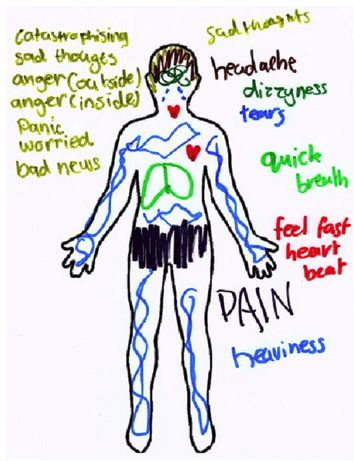 catastrophising
sad thouges
anger(outside)
anger(inside)
Panic
worried
bad news
sad thoughts
headache
dizzyness
tears
quick
breath
feel fast
heart
beat
PAIN
heaviness